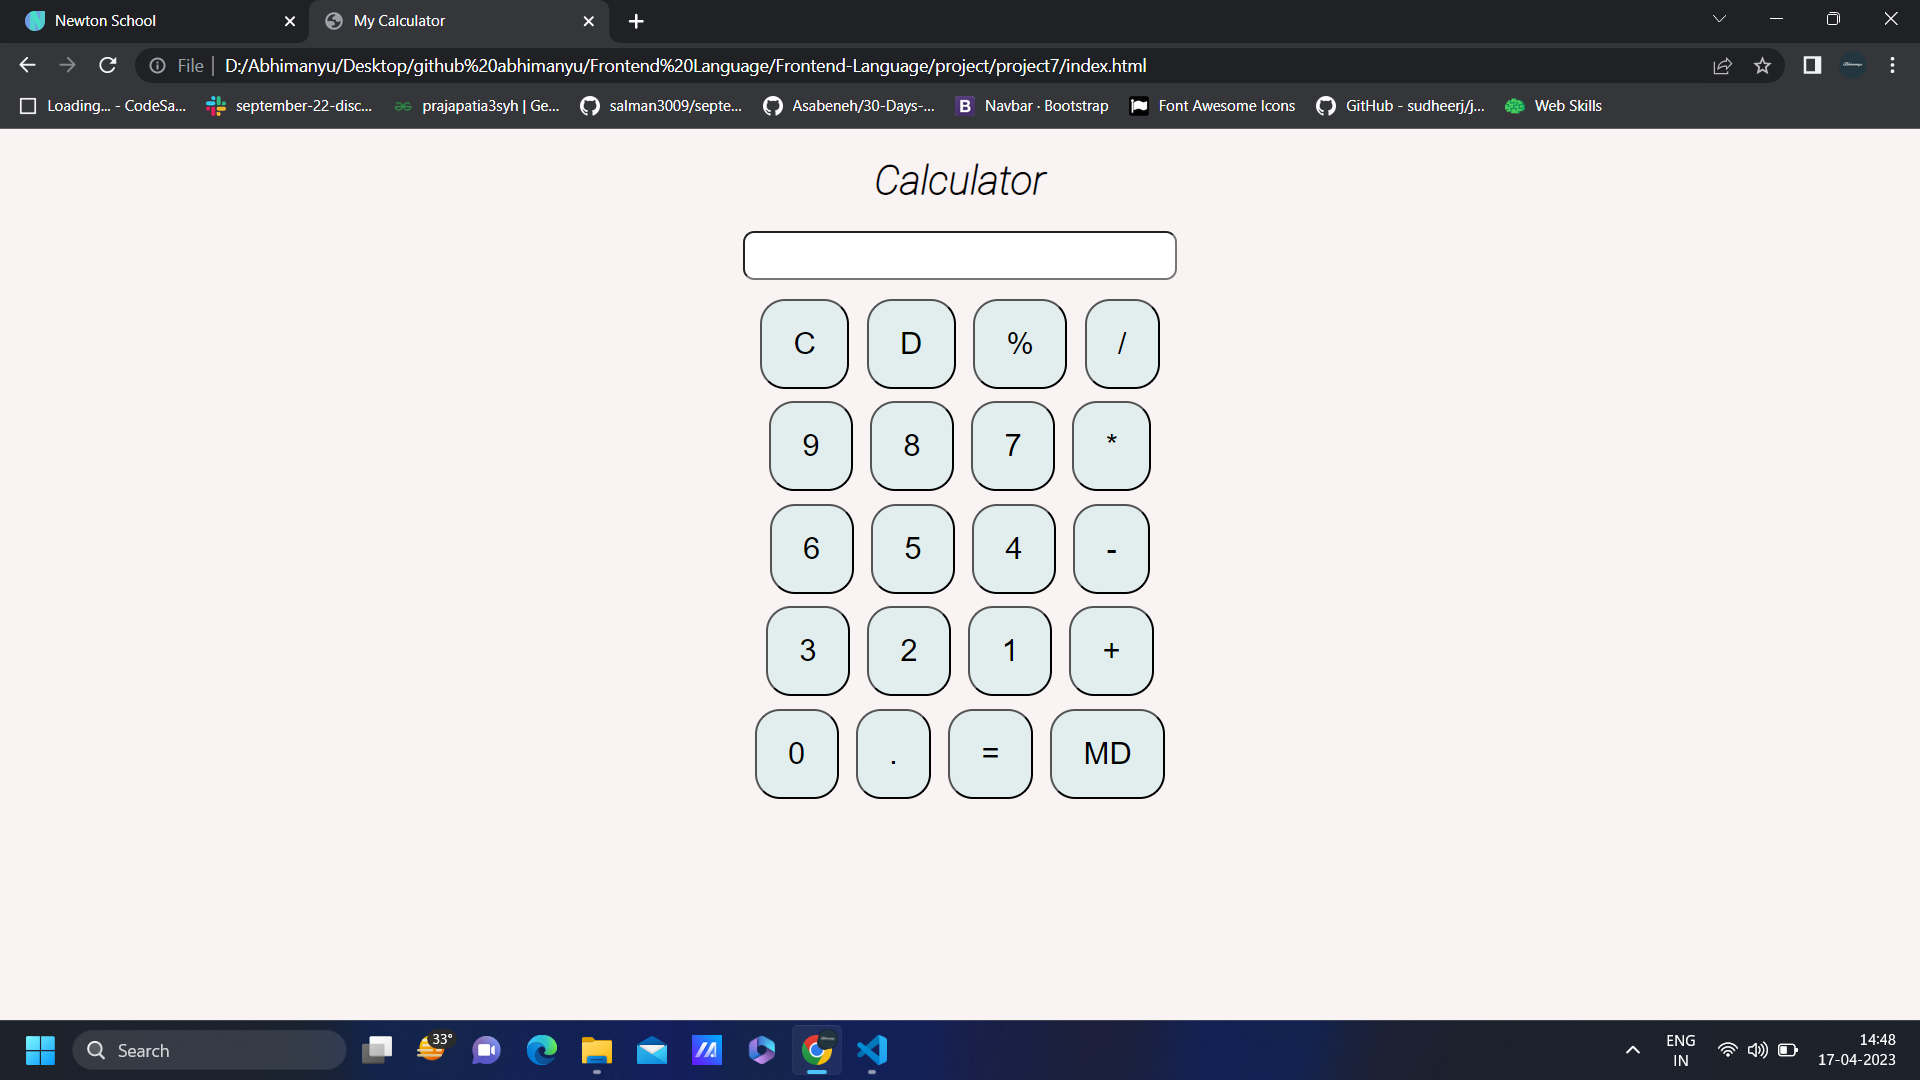 Newton School
My Calculator
File
D:/Abhimanyu/Desktop/github%20abhimanyu/Frontend%20Language/Frontend-Language/project/project7/index.html
Loading... - CodeSa...
september-22-disc...
prajapatia3syh | Ge...
salman3009/septe...
Asabeneh/30-Days-...
B
Navbar · Bootstrap
Font Awesome Icons
GitHub - sudheerj/j...
Web Skills
Calculator
C D % /
9 8 7 *
6 5 4 -
3 2 1 +
0 . = MD
Search
33°
ENG
IN
14:48
17-04-2023